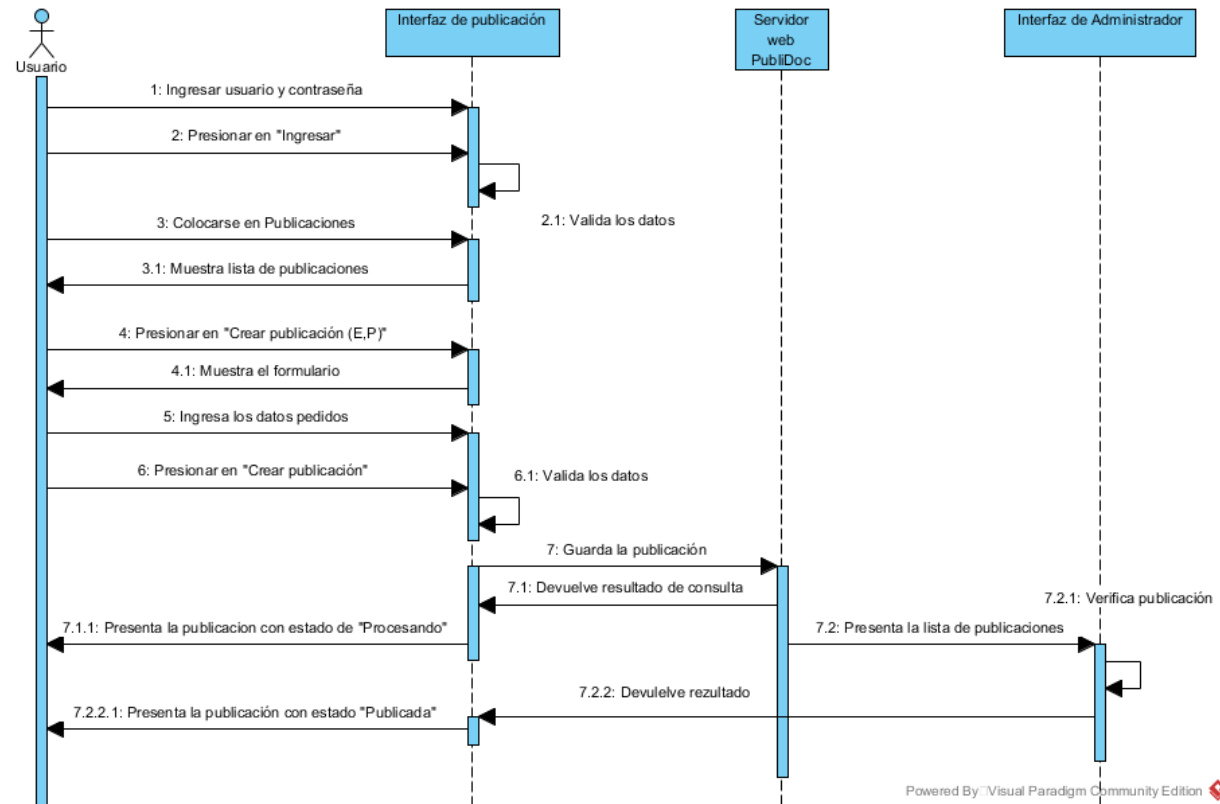 Interfaz de publicación
Servidor
web
PubliDoc
Interfaz de Administrador
Usuario
1: Ingresar usuario y contraseña
2: Presionar en "Ingresar"
2.1: Valida los datos
3: Colocarse en Publicaciones
3.1: Muestra lista de publicaciones
4: Presionar en "Crear publicación (E,P)"
4.1: Muestra el formulario
5: Ingresa los datos pedidos
6: Presionar en "Crear publicación"
6.1: Valida los datos
7: Guarda la publicación
7.1: Devuelve resultado de consulta
7.2.1: Verifica publicación
7.1.1: Presenta la publicacion con estado de "Procesando"
7.2: Presenta la lista de publicaciones
7.2.2: Devulelve rezultado
7.2.2.1: Presenta la publicación con estado "Publicada"
Powered By Visual Paradigm Community Edition